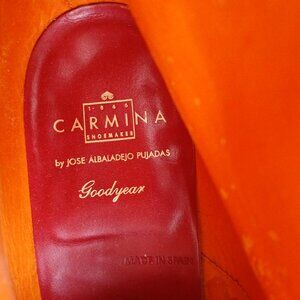 1866
CARMINA
SHOEMAKER
by JOSE ALBALADEJO PUJADAS
Goodyear
MADE IN SPAIN